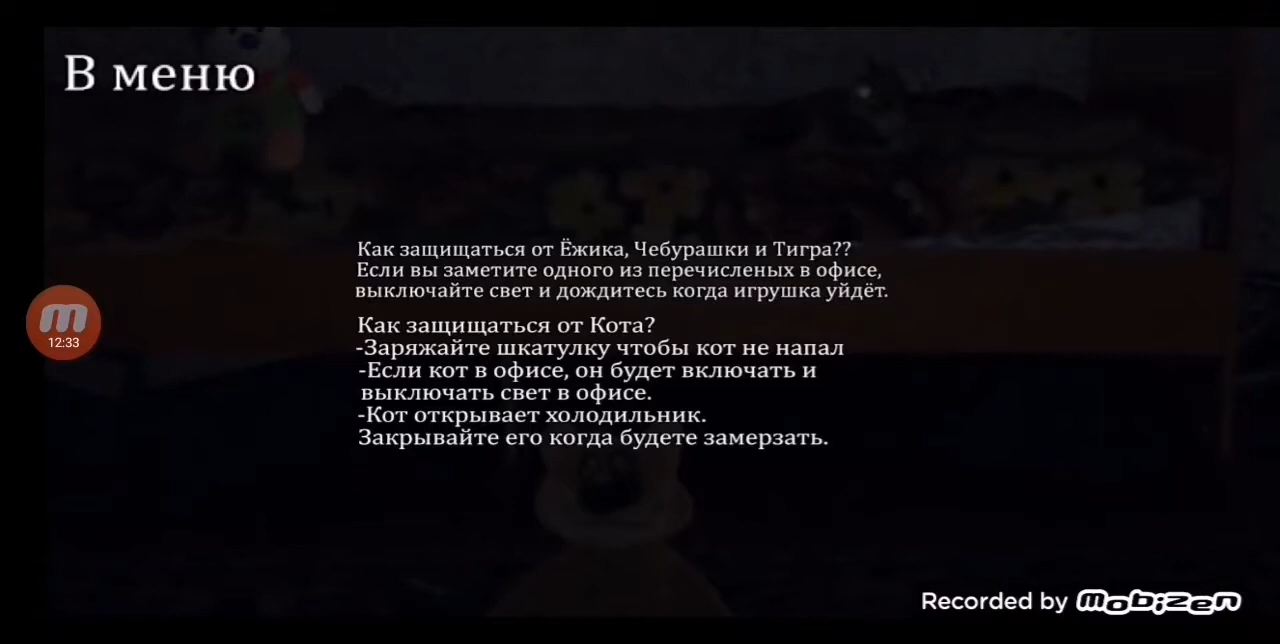 В меню
Как защищаться от Ёжика, Чебурашки и Тигра??
Если вы заметите одного из перечисленых в офисе,
выключайте свет и дождитесь когда игрушка уйдёт.
Как защищаться от Кота?
-Заряжайте шкатулку чтобы кот не напал
-Если кот в офисе, он будет включать и
выключать свет в офисе.
-Кот открывает холодильник.
Закрывайте его когда будете замерзать.
12:33
Recorded by mobizen